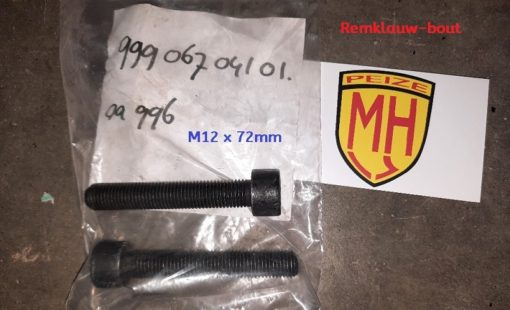 Remklauw-bout
999 067 041 01.
aa 996
M12 x 72mm
PEIZE
MH